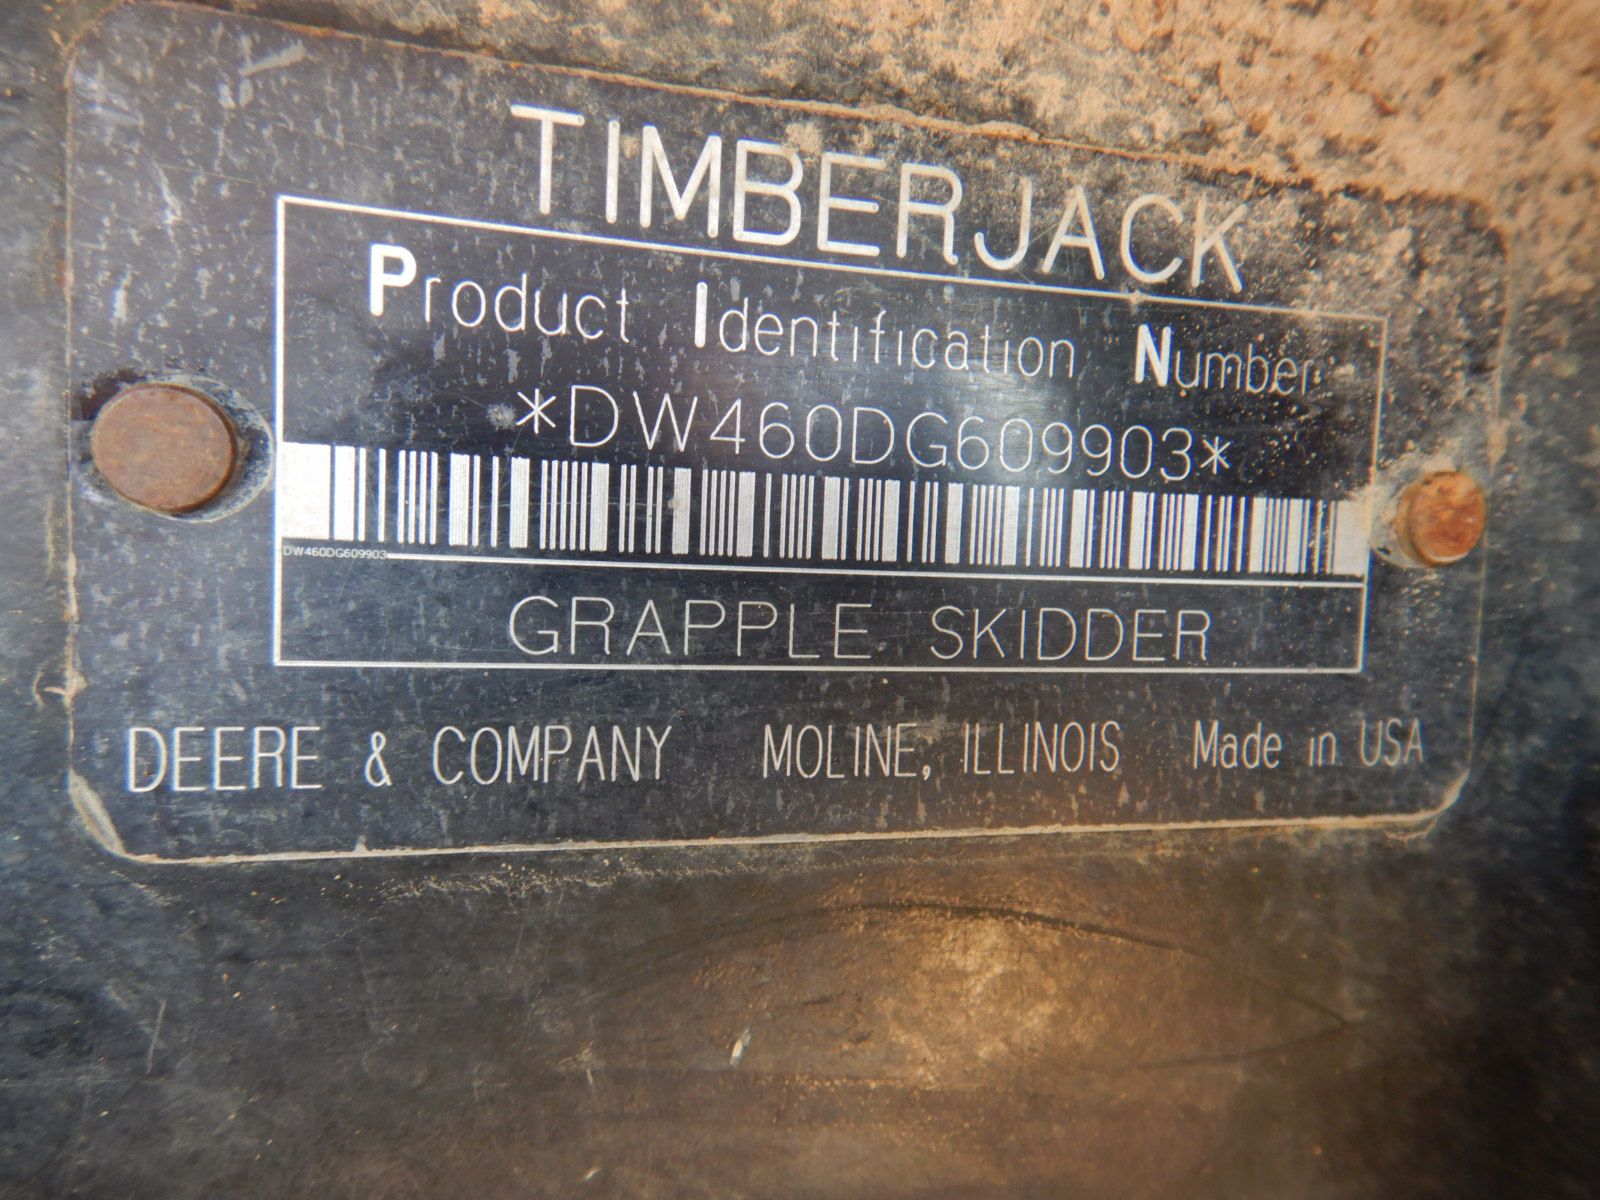 TIMBERJACK
Product Identification Number
*DW460DG609903*
DW460DG609903
GRAPPLE SKIDDER
DEERE & COMPANY MOLINE, ILLINOIS Made in USA